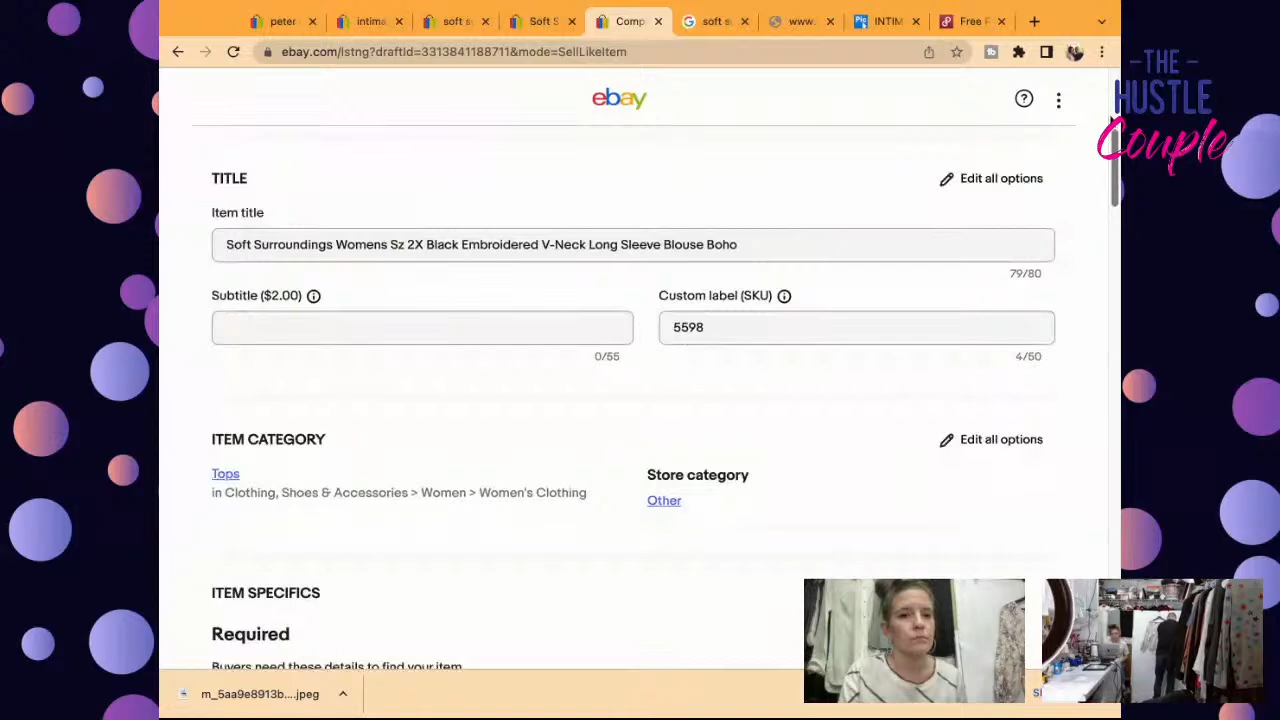 peter
intima
soft su
Soft S
Comp
soft su
www.
INTIM
Free F
ebay.com/lstng?draftId=3313841188711&mode=SellLikeItem
-THE-
HUSTLE
Couple
ebay
TITLE
Edit all options
Item title
Soft Surroundings Womens Sz 2X Black Embroidered V-Neck Long Sleeve Blouse Boho
79/80
Subtitle ($2.00)
Custom label (SKU)
5598
0/55
4/50
ITEM CATEGORY
Edit all options
Tops
in Clothing, Shoes & Accessories > Women > Women's Clothing
Store category
Other
ITEM SPECIFICS
Required
Buyers need these details to find your item.
m_5aa9e8913b....jpeg